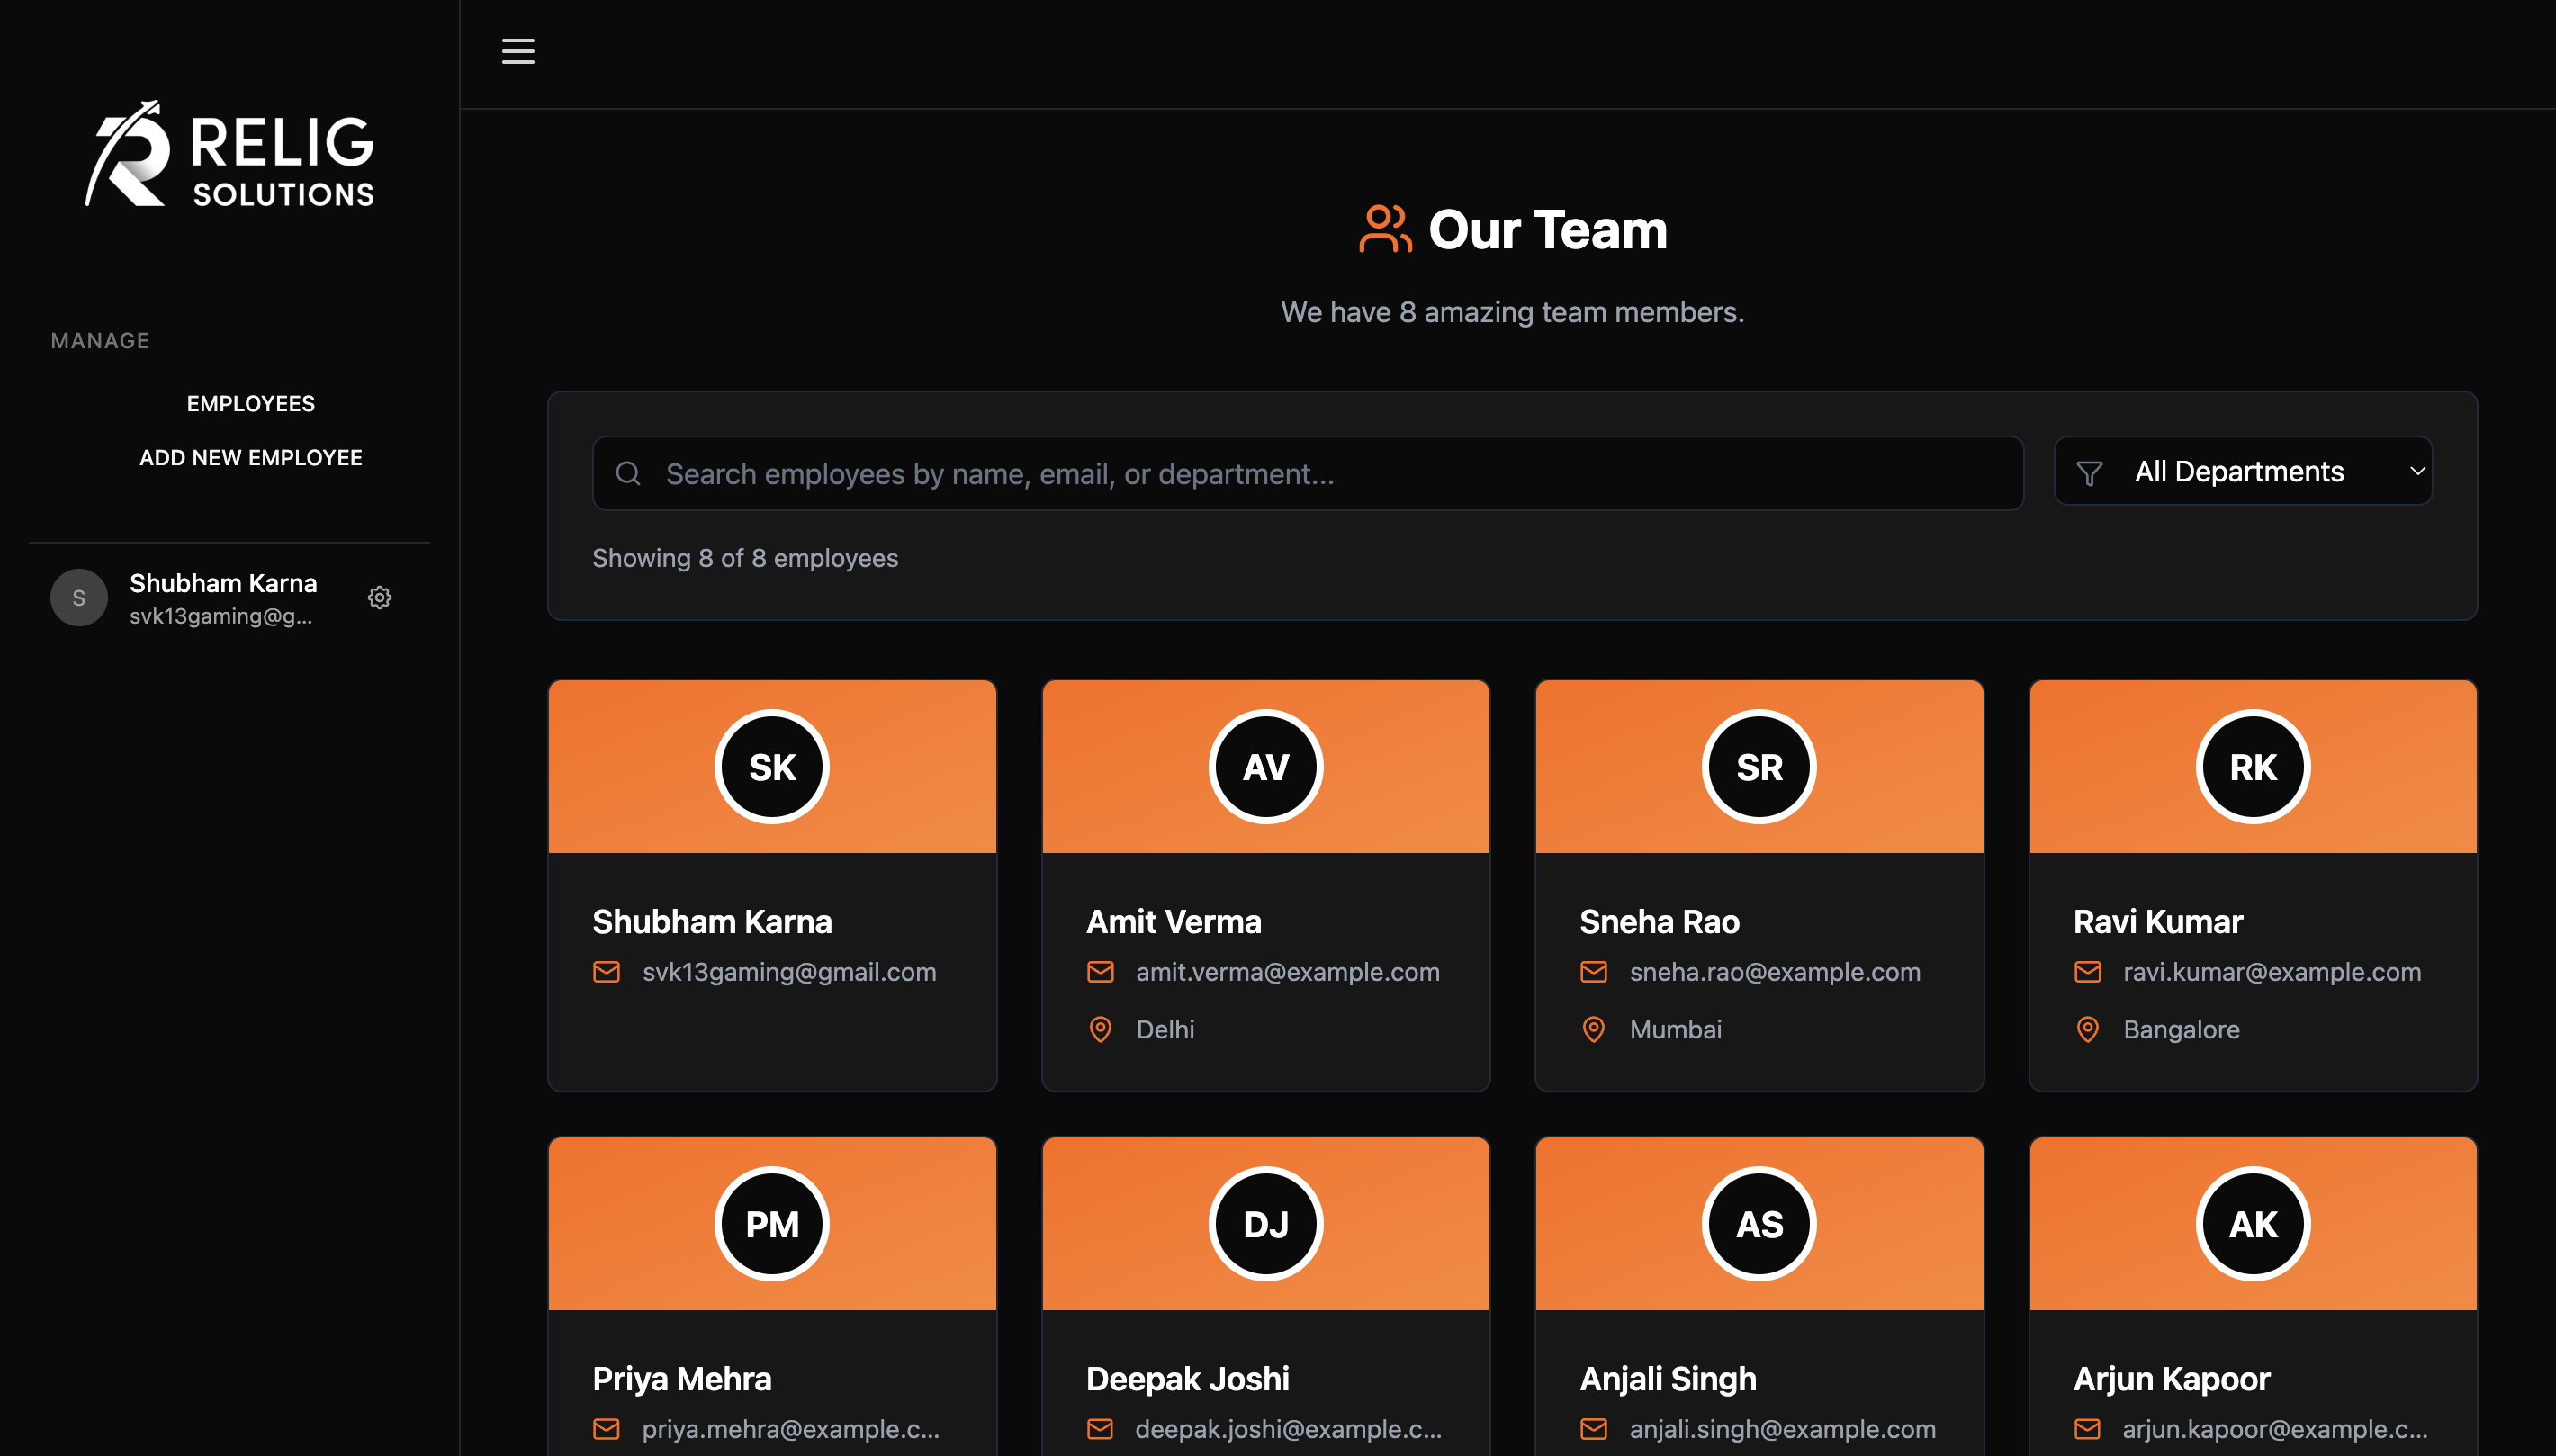 RELIG
SOLUTIONS
MANAGE
EMPLOYEES
ADD NEW EMPLOYEE
S
Shubham Karna
svk13gaming@g...
Our Team
We have 8 amazing team members.
Search employees by name, email, or department...
All Departments
Showing 8 of 8 employees
SK
Shubham Karna
svk13gaming@gmail.com
AV
Amit Verma
amit.verma@example.com
Delhi
SR
Sneha Rao
sneha.rao@example.com
Mumbai
RK
Ravi Kumar
ravi.kumar@example.com
Bangalore
PM
Priya Mehra
priya.mehra@example.c...
DJ
Deepak Joshi
deepak.joshi@example.c...
AS
Anjali Singh
anjali.singh@example.com
AK
Arjun Kapoor
arjun.kapoor@example.c...